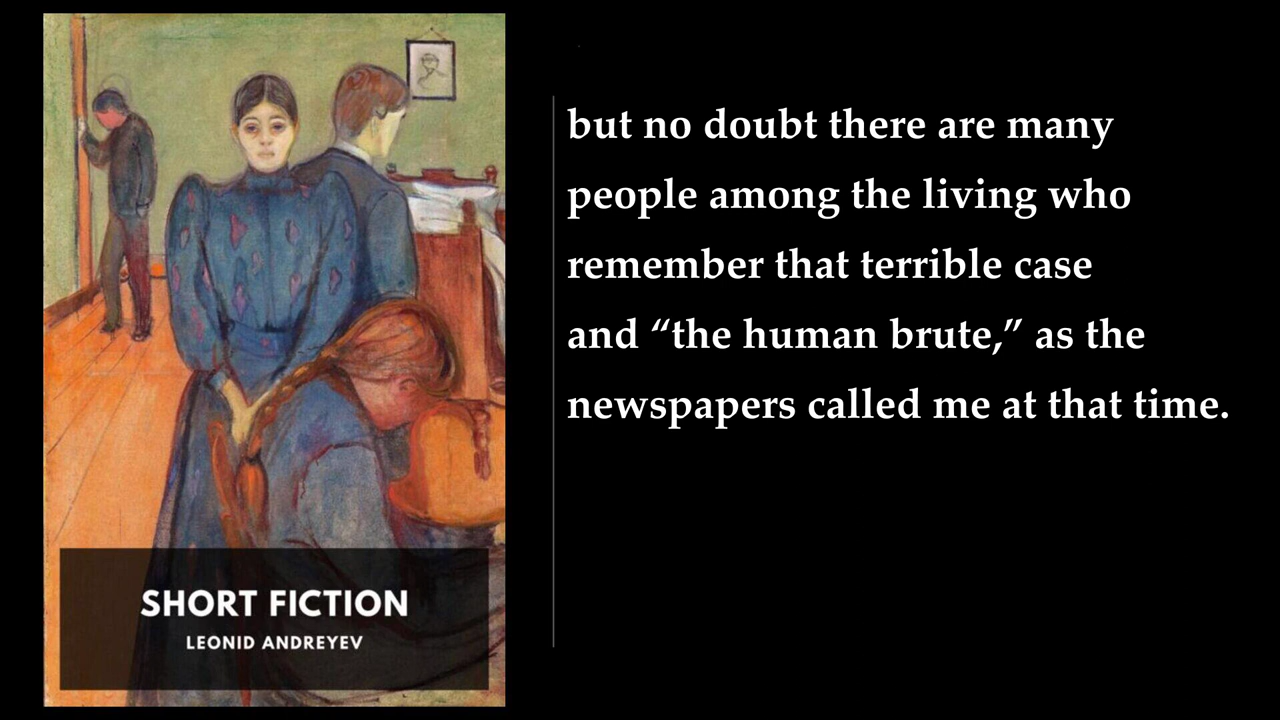 SHORT FICTION
LEONID ANDREYEV
but no doubt there are many
people among the living who
remember that terrible case
and “the human brute,” as the
newspapers called me at that time.